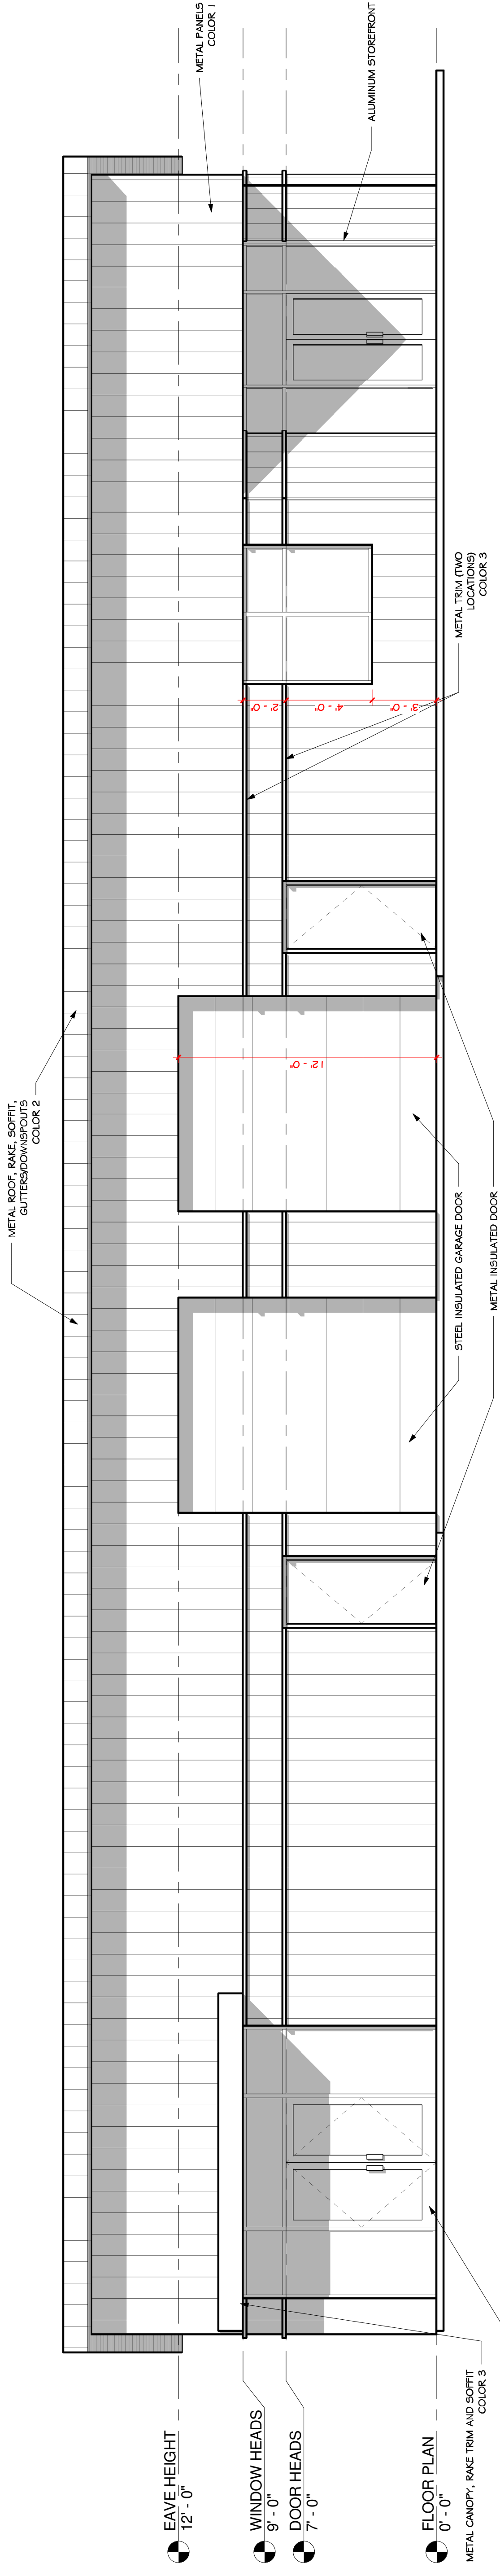 METAL ROOF, RAKE, SOFFIT,
GUTTERS/DOWNSPOUTS
COLOR 2
METAL PANELS
COLOR 1
ALUMINUM STOREFRONT
METAL TRIM (TWO
LOCATIONS)
COLOR 3
2' - 0"
4' - 0"
3' - 0"
12' - 0"
STEEL INSULATED GARAGE DOOR
METAL INSULATED DOOR
METAL CANOPY, RAKE TRIM AND SOFFIT
COLOR 3
EAVE HEIGHT
12' - 0"
WINDOW HEADS
9' - 0"
DOOR HEADS
7' - 0"
FLOOR PLAN
0' - 0"